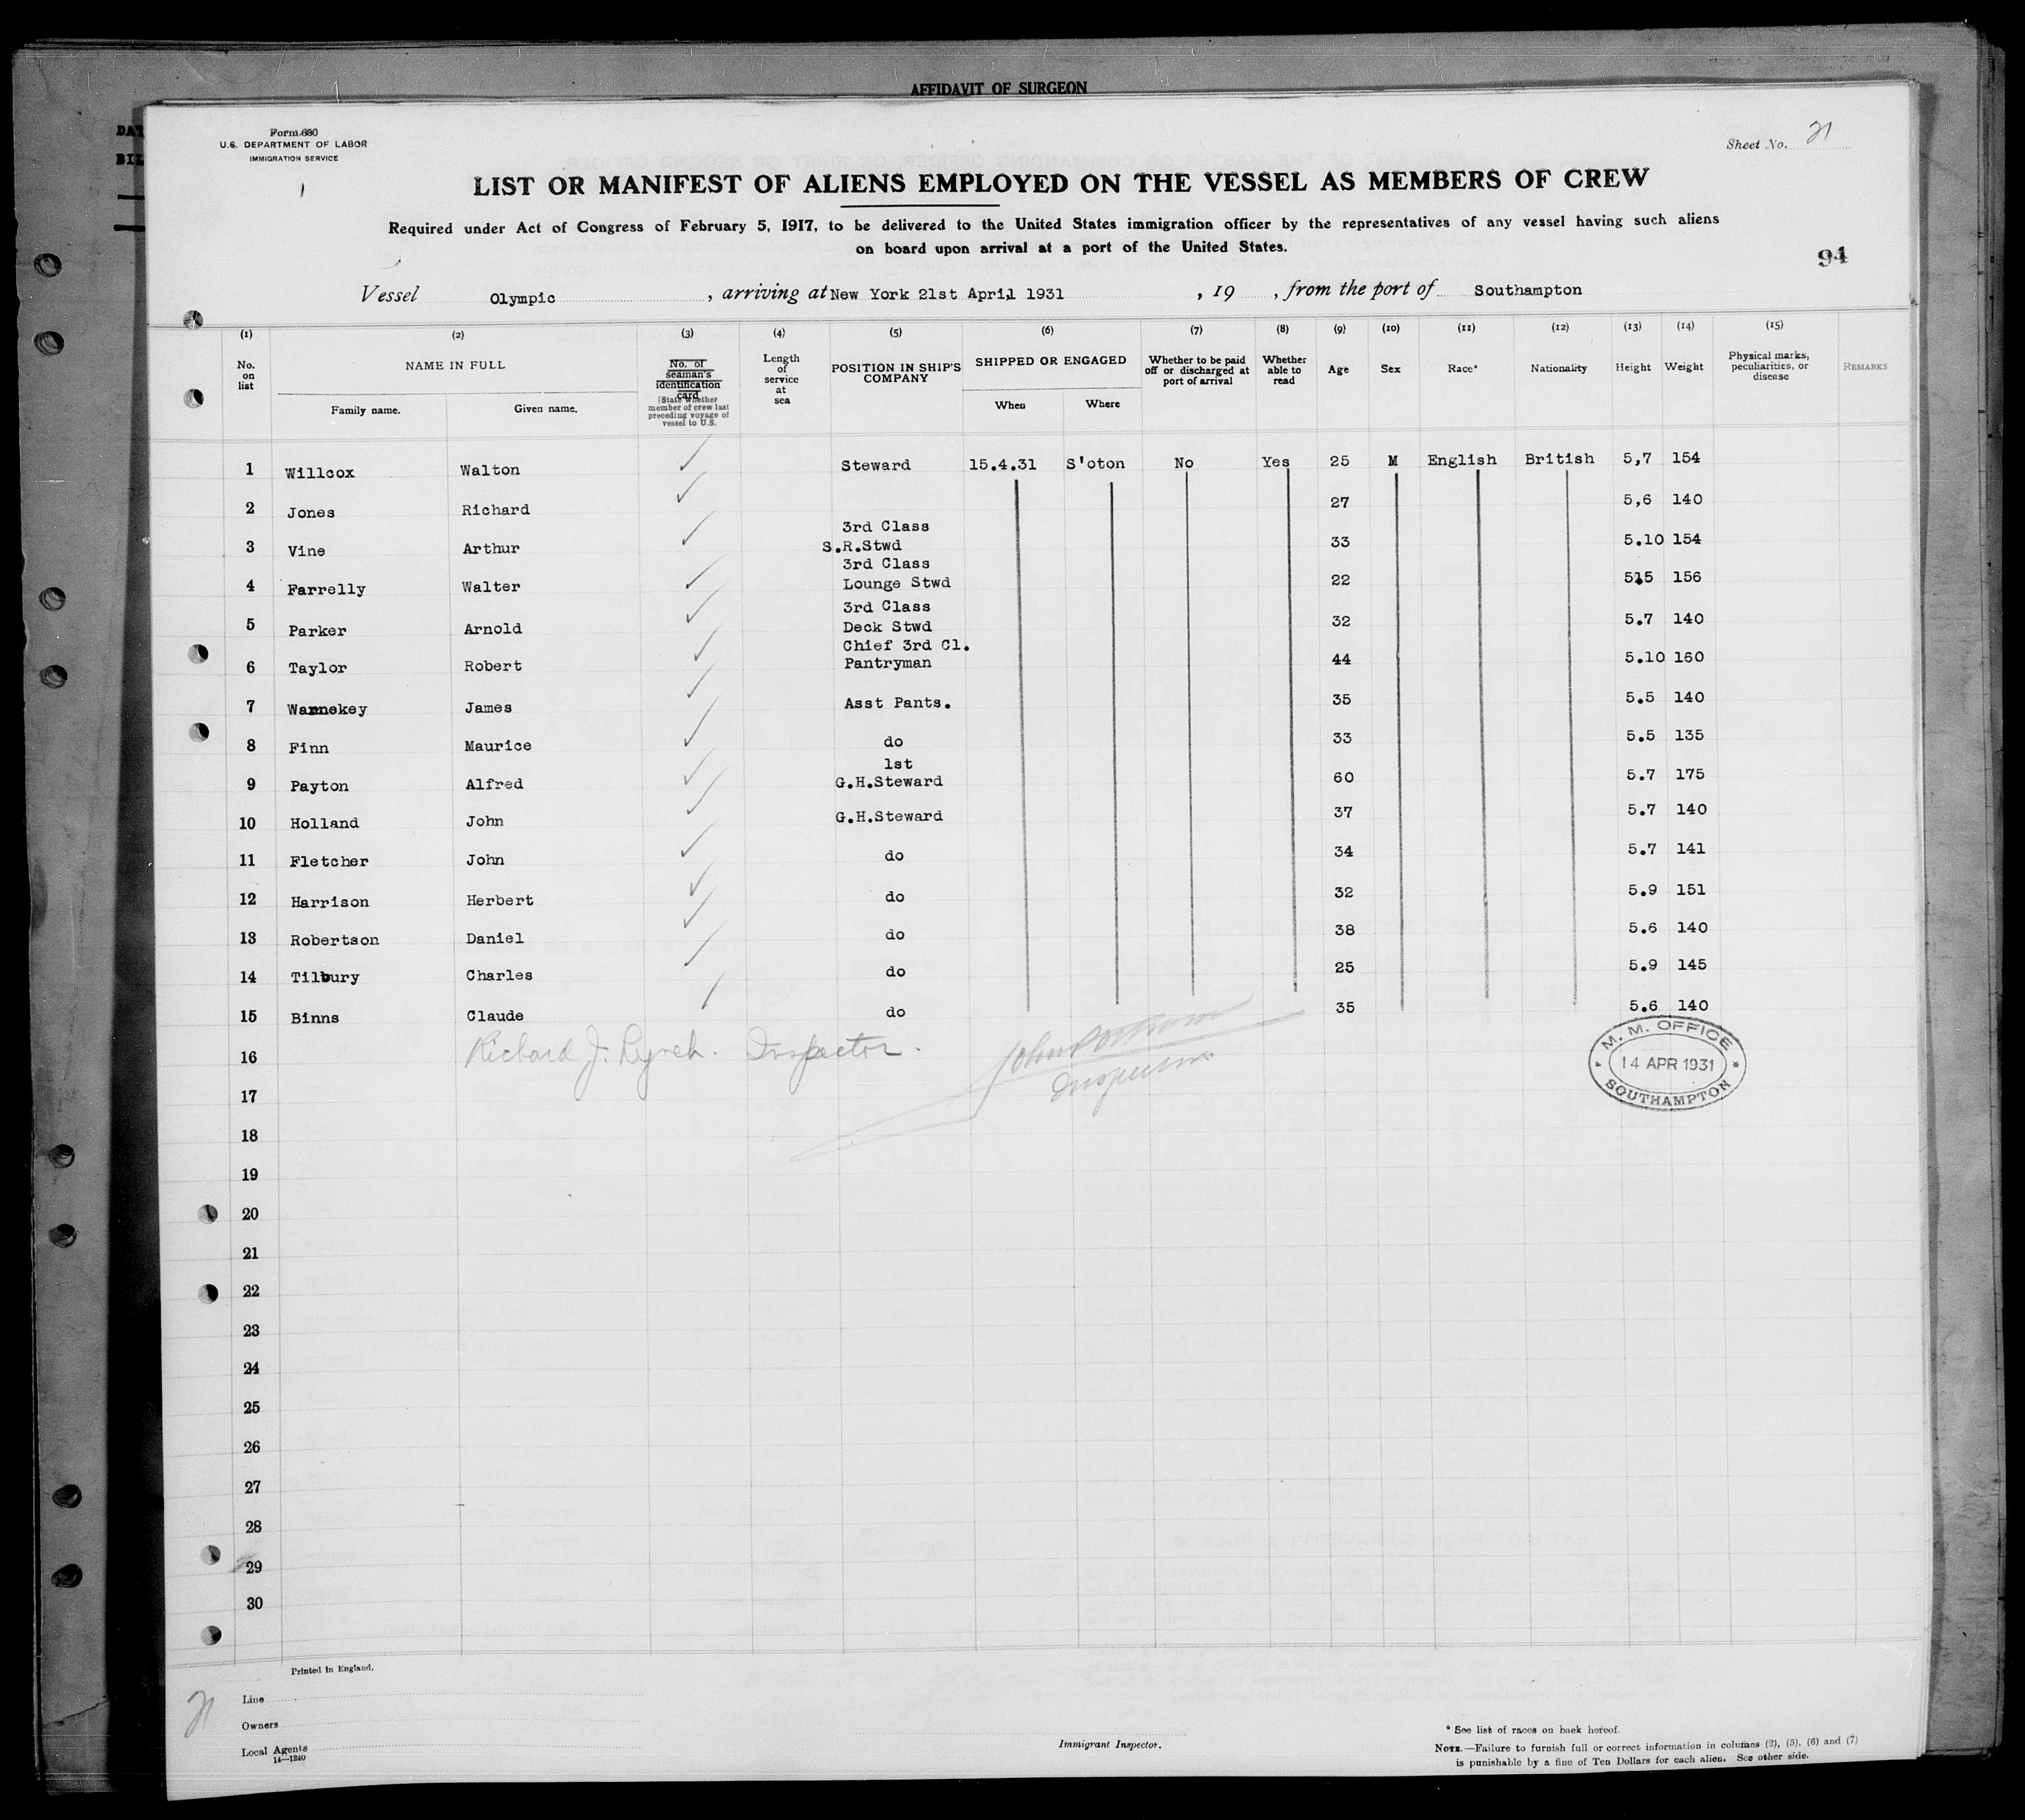 AFFIDAVIT OF SURGEON
DAT
BIL
Form 680
U.S. DEPARTMENT OF LABOR
IMMIGRATION SERVICE
Sheet No. 21
LIST OR MANIFEST OF ALIENS EMPLOYED ON THE VESSEL AS MEMBERS OF CREW
Required under Act of Congress of February 5, 1917, to be delivered to the United States immigration officer by the representatives of any vessel having such aliens
on board upon arrival at a port of the United States.
94
Vessel Olympic, arriving at New York 21st April 1931, 19 , from the port of Southampton
(1) (2) (3) (4) (5) (6) (7) (8) (9) (10) (11) (12) (13) (14) (15)
No. on list
NAME IN FULL
Family name. Given name.
No. of seaman's identification card
[State whether member of crew last preceding voyage of vessel to U.S.
Length of service at sea
POSITION IN SHIP'S COMPANY
SHIPPED OR ENGAGED
When Where
Whether to be paid off or discharged at port of arrival
Whether able to read
Age
Sex
Race*
Nationality
Height
Weight
Physical marks, peculiarities, or disease
REMARKS
1 Willcox Walton ✓ Steward 15.4.31 S'oton No Yes 25 M English British 5,7 154
2 Jones Richard ✓ 27 5,6 140
3 Vine Arthur ✓ 3rd Class S.R.Stwd 33 5.10 154
4 Farrelly Walter ✓ 3rd Class Lounge Stwd 22 5.5 156
5 Parker Arnold ✓ 3rd Class Deck Stwd 32 5.7 140
6 Taylor Robert ✓ Chief 3rd Cl. Pantryman 44 5.10 160
7 Wannekey James ✓ Asst Pants. 35 5.5 140
8 Finn Maurice ✓ do 33 5.5 135
9 Payton Alfred ✓ 1st G.H.Steward 60 5.7 175
10 Holland John ✓ G.H.Steward 37 5.7 140
11 Fletcher John ✓ do 34 5.7 141
12 Harrison Herbert ✓ do 32 5.9 151
13 Robertson Daniel ✓ do 38 5.6 140
14 Tilbury Charles ✓ do 25 5.9 145
15 Binns Claude ✓ do 35 5.6 140
16 Richard J. Lynch. Inspector.
Inspector
M. M. OFFICE
14 APR 1931
SOUTHAMPTON
17
18
19
20
21
22
23
24
25
26
27
28
29
30
Printed in England.
21
Line
Owners
Local Agents
14—1240
Immigrant Inspector.
* See list of races on back hereof.
NOTE.—Failure to furnish full or correct information in columns (2), (5), (6) and (7)
is punishable by a fine of Ten Dollars for each alien. See other side.